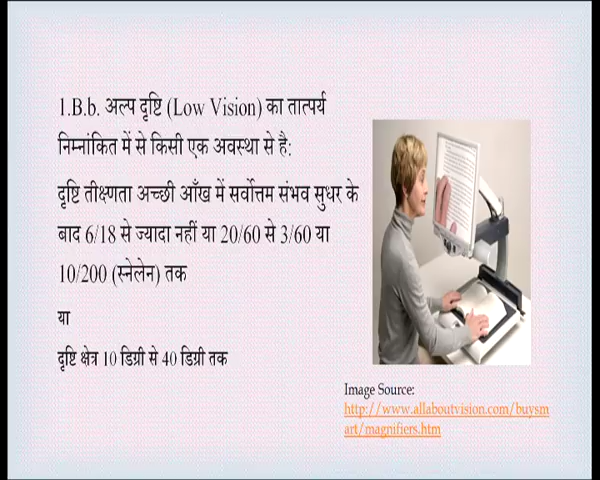 1.B.b. अल्प दृष्टि (Low Vision) का तात्पर्य
निम्नांकित में से किसी एक अवस्था से है:
दृष्टि तीक्ष्णता अच्छी आँख में सर्वोत्तम संभव सुधर के
बाद 6/18 से ज्यादा नहीं या 20/60 से 3/60 या
10/200 (स्नेलेन) तक
या
दृष्टि क्षेत्र 10 डिग्री से 40 डिग्री तक
Image Source:
http://www.allaboutvision.com/buysm
art/magnifiers.htm